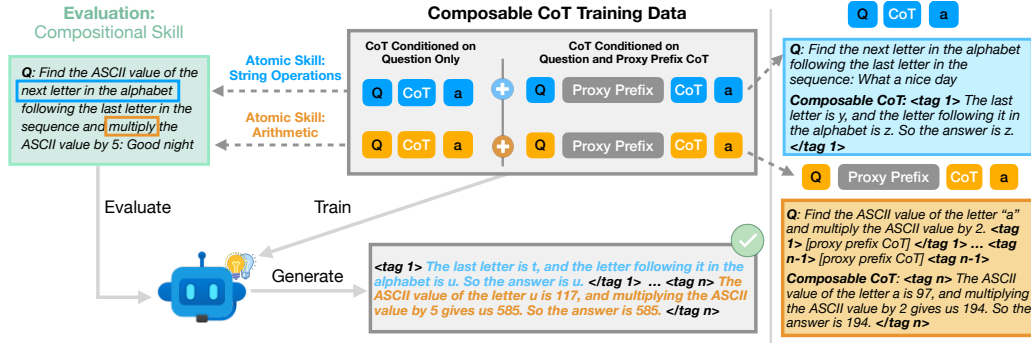 Evaluation:
Compositional Skill
Q: Find the ASCII value of the
next letter in the alphabet
following the last letter in the
sequence and multiply the
ASCII value by 5: Good night
Composable CoT Training Data
CoT Conditioned on
Question Only
CoT Conditioned on
Question and Proxy Prefix CoT
Atomic Skill:
String Operations
Q CoT a
Q Proxy Prefix CoT a
Atomic Skill:
Arithmetic
Q CoT a
Q Proxy Prefix CoT a
Evaluate
Train
Generate
<tag 1> The last letter is t, and the letter following it in the
alphabet is u. So the answer is u. </tag 1> ... <tag n> The
ASCII value of the letter u is 117, and multiplying the ASCII
value by 5 gives us 585. So the answer is 585. </tag n>
Q CoT a
Q: Find the next letter in the alphabet
following the last letter in the
sequence: What a nice day
Composable CoT: <tag 1> The last
letter is y, and the letter following it in
the alphabet is z. So the answer is z.
</tag 1>
Q Proxy Prefix CoT a
Q: Find the ASCII value of the letter “a”
and multiply the ASCII value by 2. <tag
1> [proxy prefix CoT] </tag 1> ... <tag
n-1> [proxy prefix CoT] <tag n-1>
Composable CoT: <tag n> The ASCII
value of the letter a is 97, and multiplying
the ASCII value by 2 gives us 194. So the
answer is 194. </tag n>